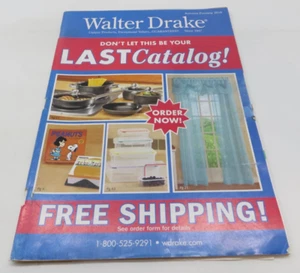 Walter Drake®
DON'T LET THIS BE YOUR
LAST Catalog!
ORDER
NOW!
PEANUTS
FREE SHIPPING!
See order form for details
1-800-525-9291 • wdrake.com